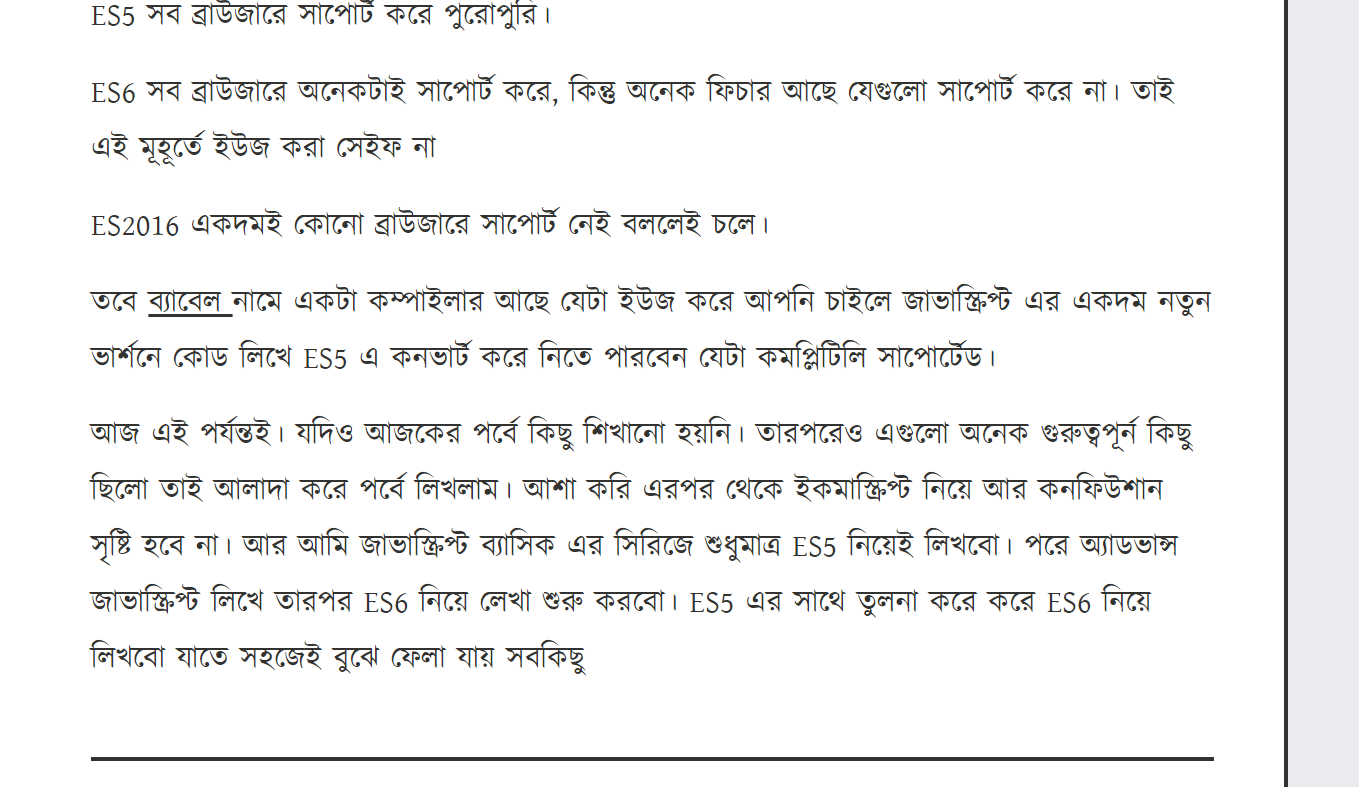 ES5 সব ব্রাউজারে সাপোর্ট করে পুরোপুরি।
ES6 সব ব্রাউজারে অনেকটাই সাপোর্ট করে, কিন্তু অনেক ফিচার আছে যেগুলো সাপোর্ট করে না। তাই
এই মূহূর্তে ইউজ করা সেইফ না
ES2016 একদমই কোনো ব্রাউজারে সাপোর্ট নেই বললেই চলে।
তবে ব্যাবেল নামে একটা কম্পাইলার আছে যেটা ইউজ করে আপনি চাইলে জাভাস্ক্রিপ্ট এর একদম নতুন
ভার্শনে কোড লিখে ES5 এ কনভার্ট করে নিতে পারবেন যেটা কমপ্লিটিলি সাপোর্টেড।
আজ এই পর্যন্তই। যদিও আজকের পর্বে কিছু শিখানো হয়নি। তারপরেও এগুলো অনেক গুরুত্বপূর্ন কিছু
ছিলো তাই আলাদা করে পর্বে লিখলাম। আশা করি এরপর থেকে ইকমাস্ক্রিপ্ট নিয়ে আর কনফিউশান
সৃষ্টি হবে না। আর আমি জাভাস্ক্রিপ্ট ব্যাসিক এর সিরিজে শুধুমাত্র ES5 নিয়েই লিখবো। পরে অ্যাডভান্স
জাভাস্ক্রিপ্ট লিখে তারপর ES6 নিয়ে লেখা শুরু করবো। ES5 এর সাথে তুলনা করে করে ES6 নিয়ে
লিখবো যাতে সহজেই বুঝে ফেলা যায় সবকিছু